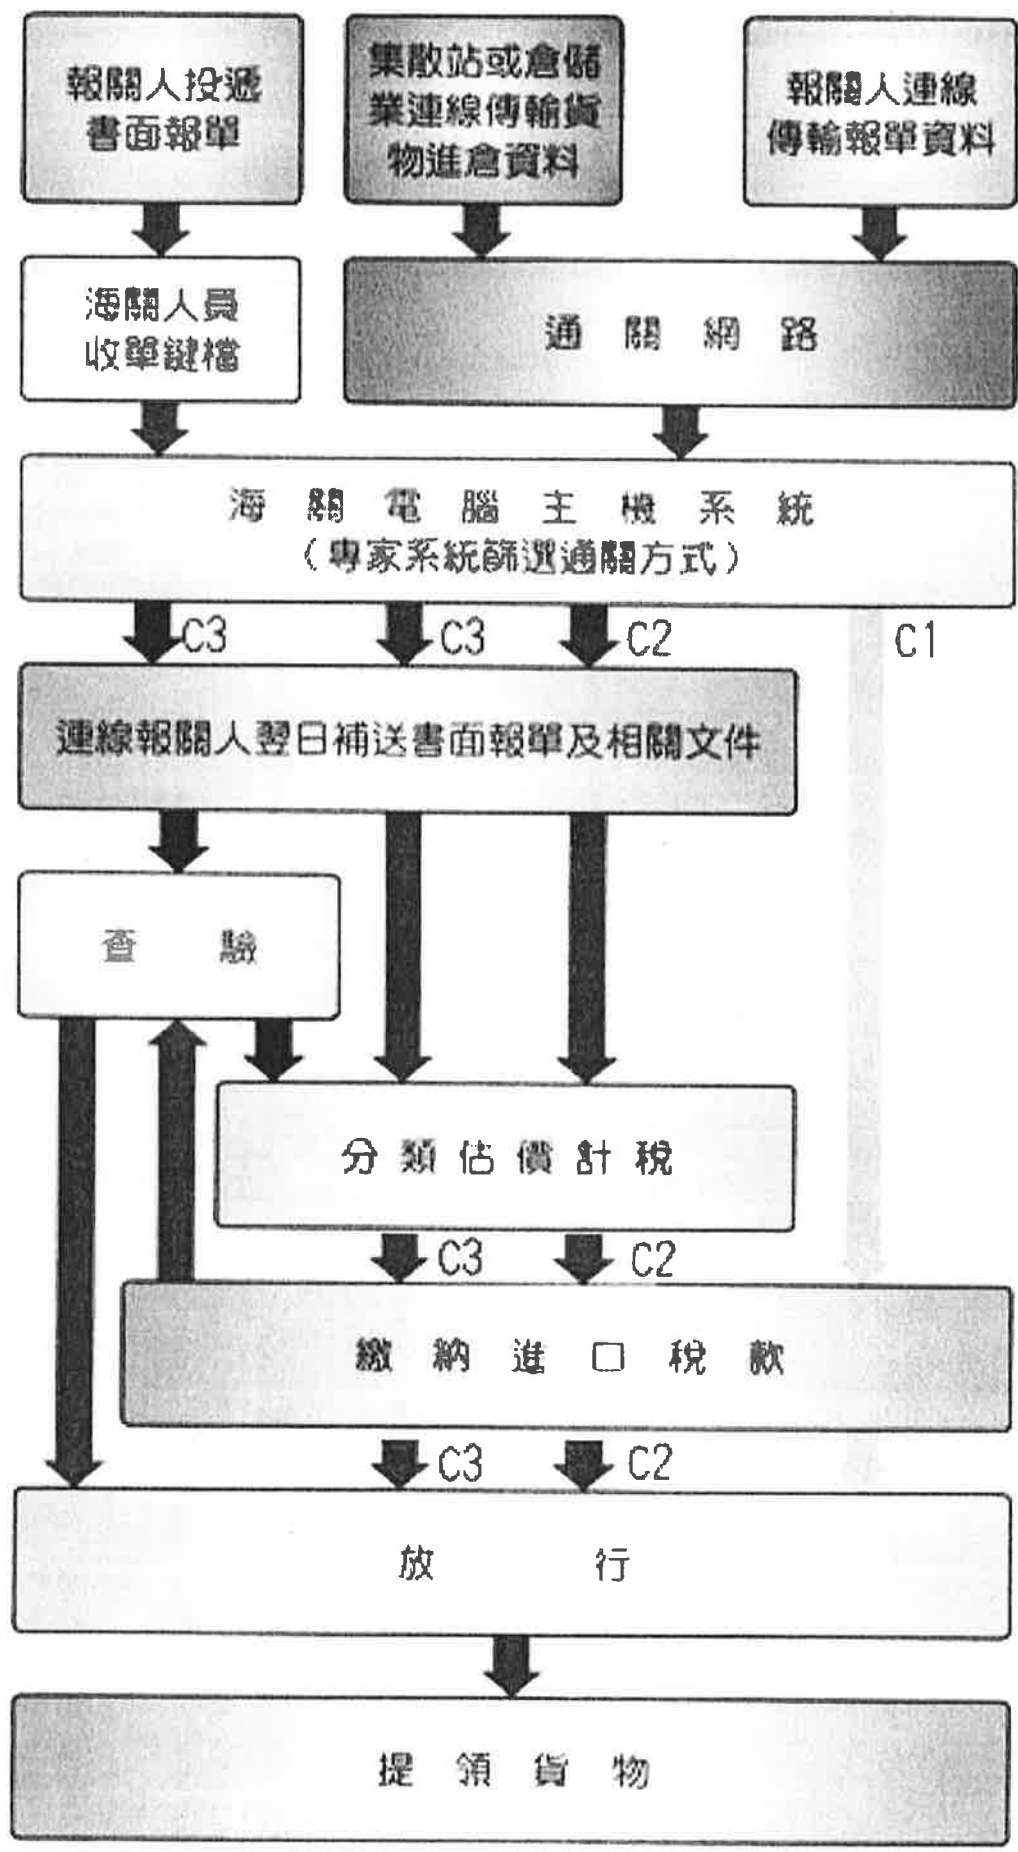 報關人投遞
書面報單
集散站或倉儲
業連線傳輸貨
物進倉資料
報關人連線
傳輸報單資料
海關人員
收單鍵檔
通關網路
海關電腦主機系統
(專家系統篩選通關方式)
C3
C3
C2
C1
連線報關人翌日補送書面報單及相關文件
查驗
分類估價計稅
C3
C2
繳納進口稅款
C3
C2
放行
提領貨物